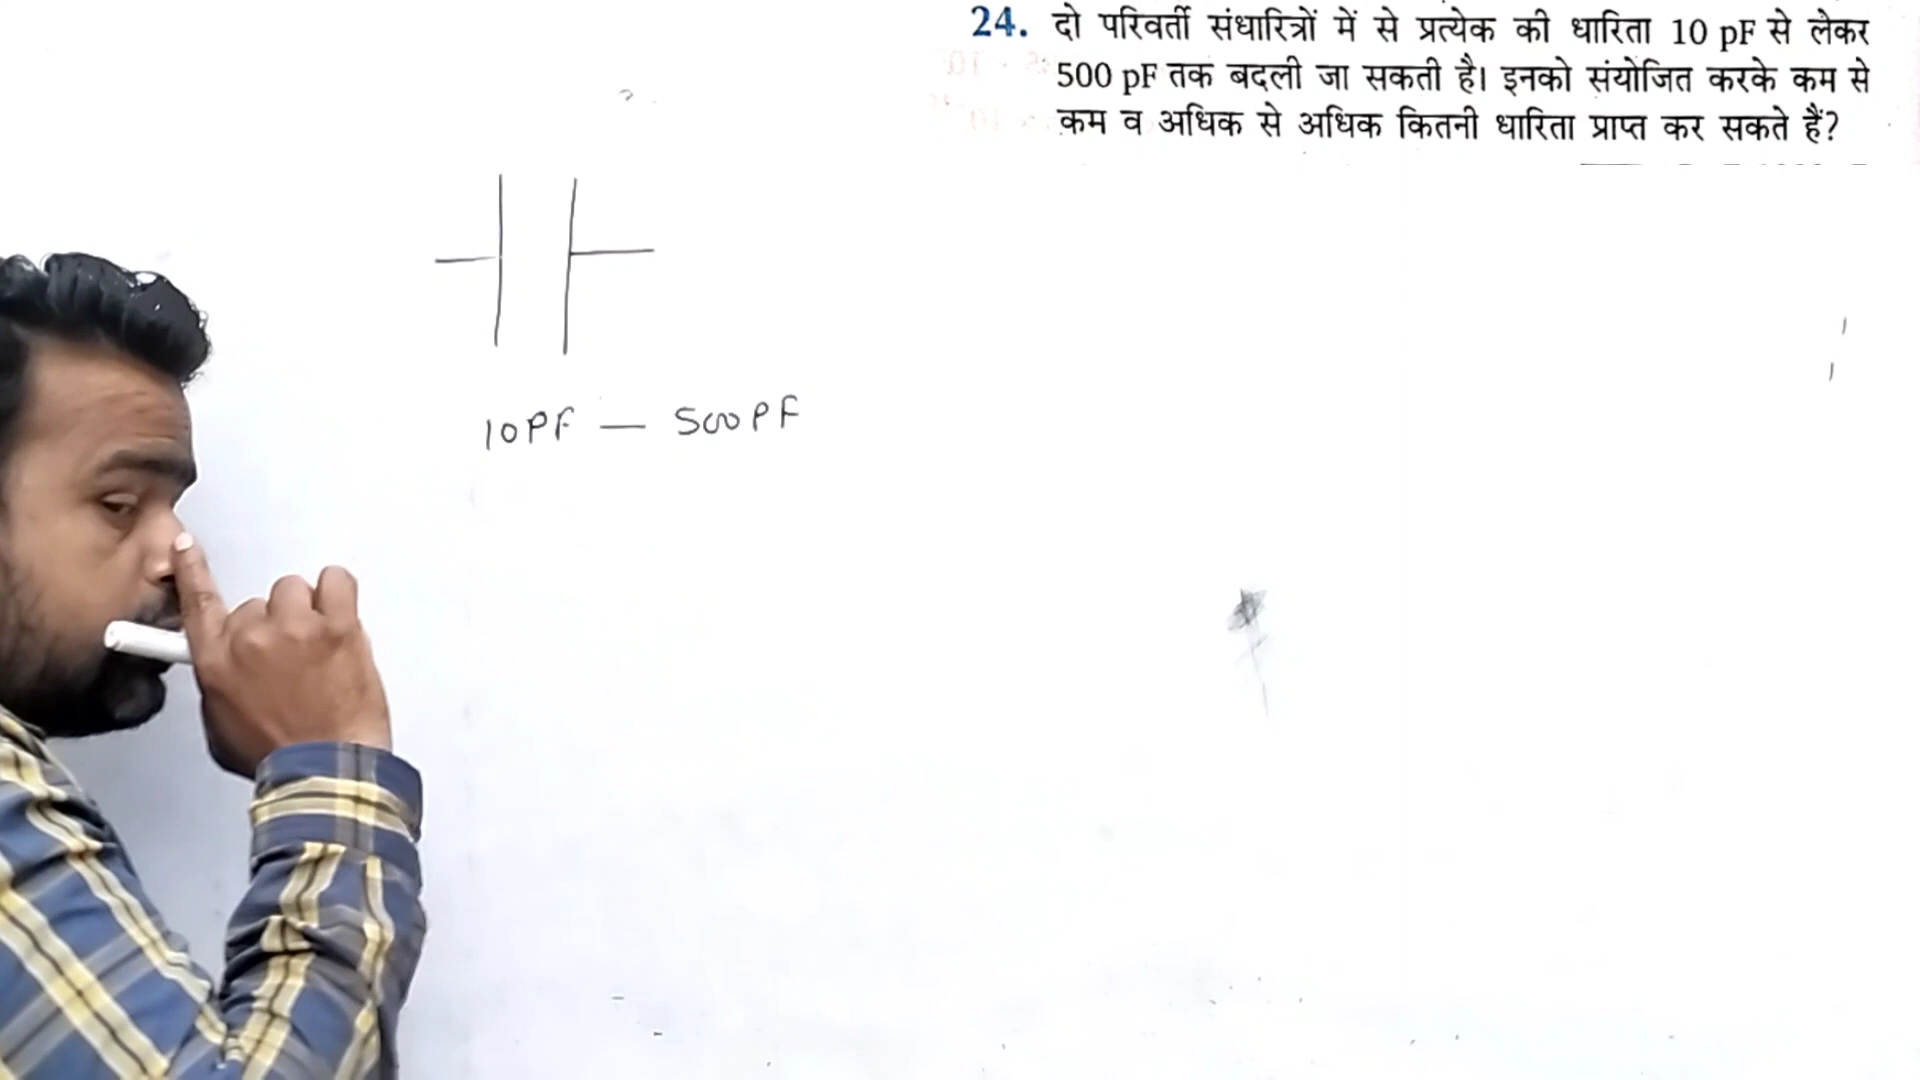 24. दो परिवर्ती संधारित्रों में से प्रत्येक की धारिता 10 pF से लेकर
500 pF तक बदली जा सकती है। इनको संयोजित करके कम से
कम व अधिक से अधिक कितनी धारिता प्राप्त कर सकते हैं?
10PF — 500PF